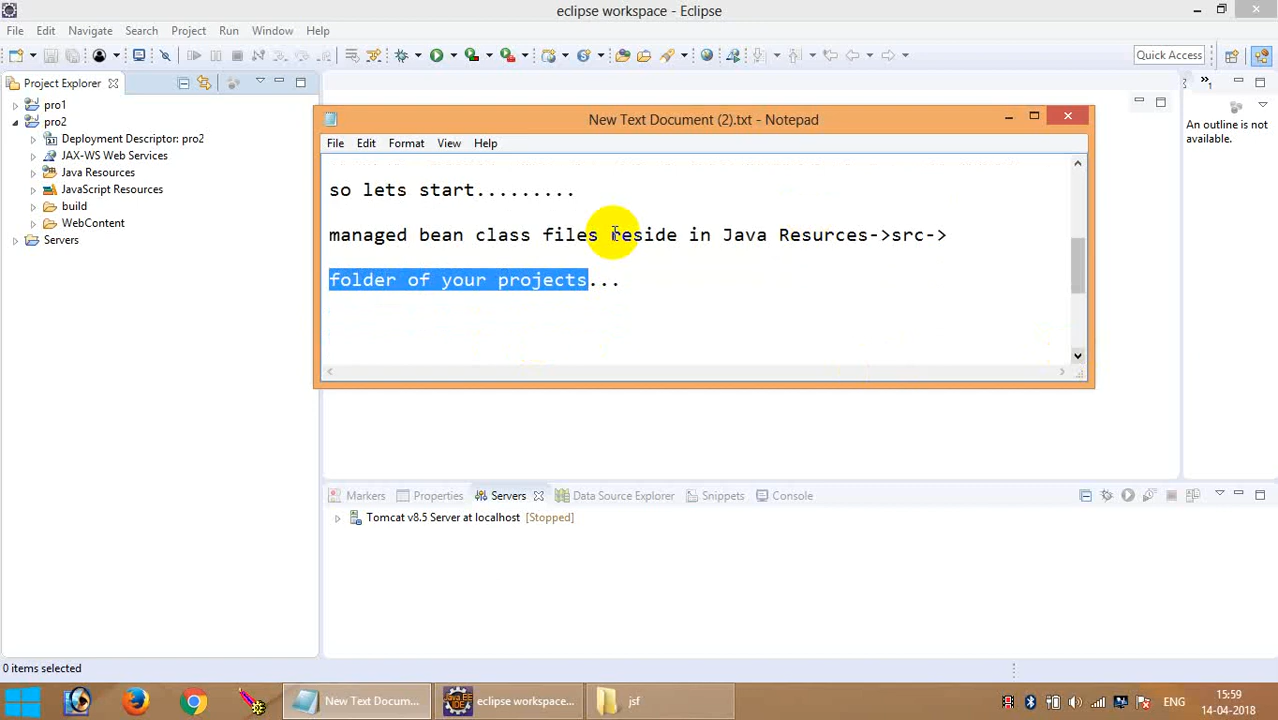 eclipse workspace - Eclipse
File Edit Navigate Search Project Run Window Help
Quick Access
Project Explorer
pro1
pro2
Deployment Descriptor: pro2
JAX-WS Web Services
Java Resources
JavaScript Resources
build
WebContent
Servers
An outline is not
available.
New Text Document (2).txt - Notepad
File Edit Format View Help
so lets start.........
managed bean class files reside in Java Resurces->src->
folder of your projects...
Markers Properties Servers Data Source Explorer Snippets Console
Tomcat v8.5 Server at localhost [Stopped]
0 items selected
New Text Docum... eclipse workspace... jsf
ENG
15:59
14-04-2018